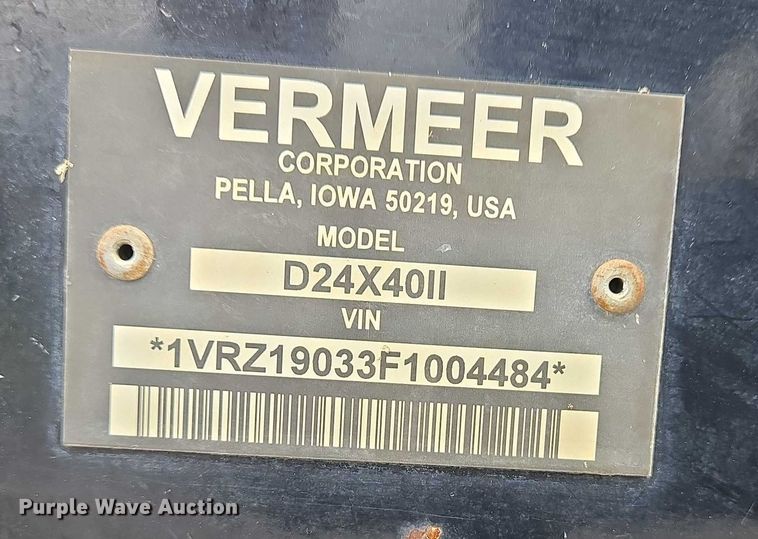 VERMEER
CORPORATION
PELLA, IOWA 50219, USA
MODEL
D24X40II
VIN
*1VRZ19033F1004484*
Purple Wave Auction